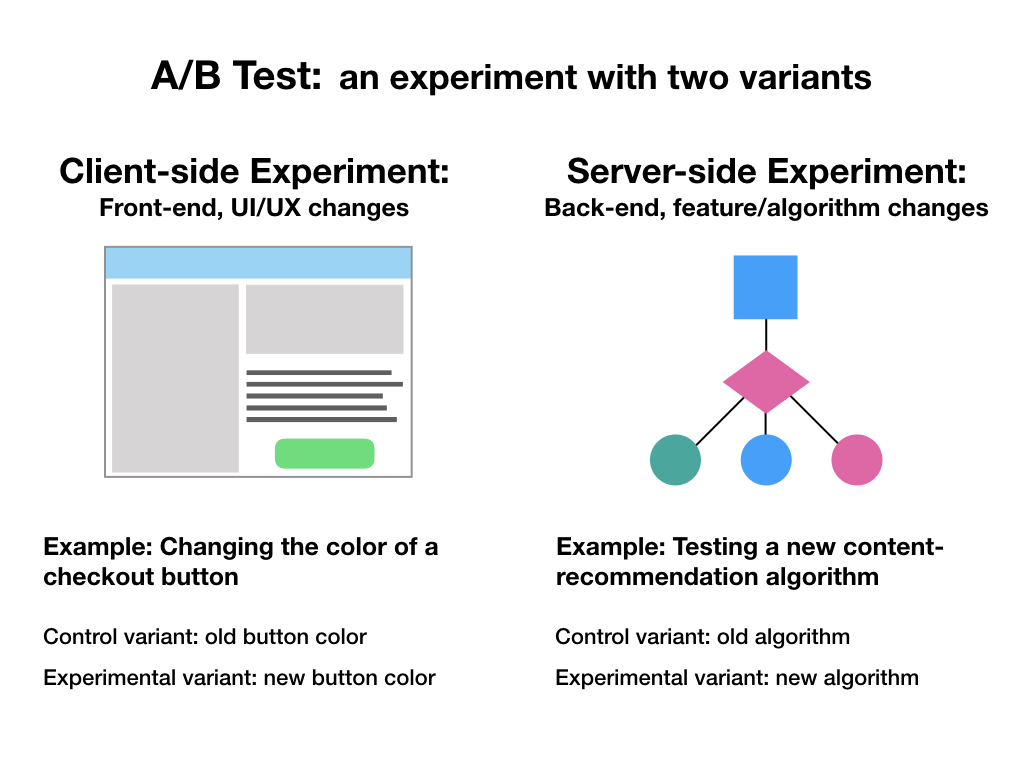 A/B Test: an experiment with two variants
Client-side Experiment:
Front-end, UI/UX changes
Example: Changing the color of a
checkout button
Control variant: old button color
Experimental variant: new button color
Server-side Experiment:
Back-end, feature/algorithm changes
Example: Testing a new content-
recommendation algorithm
Control variant: old algorithm
Experimental variant: new algorithm